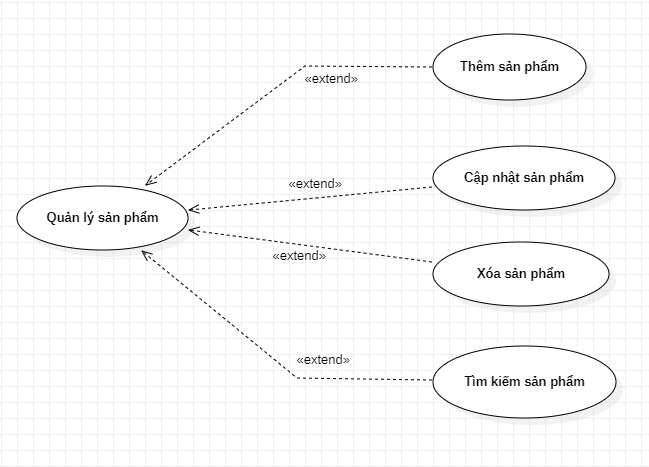 Thêm sản phẩm
«extend»
Cập nhật sản phẩm
«extend»
Quản lý sản phẩm
«extend»
Xóa sản phẩm
«extend»
Tìm kiếm sản phẩm